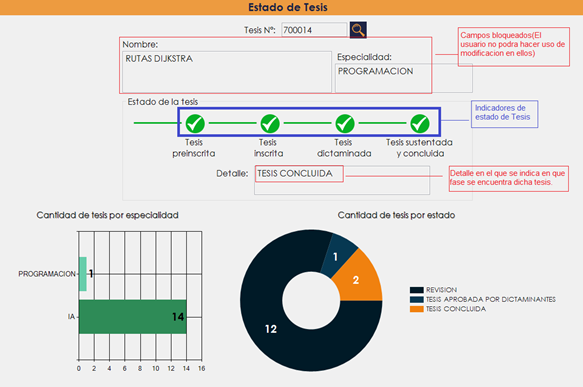 Estado de Tesis
Tesis Nº: 700014
Nombre:
RUTAS DIJKSTRA
Especialidad:
PROGRAMACION
Campos bloqueados(El
usuario no podra hacer uso de
modificacion en ellos)
Estado de la tesis
Tesis
preinscrita
Tesis
inscrita
Tesis
dictaminada
Tesis sustentada
y concluida
Indicadores de
estado de Tesis
Detalle: TESIS CONCLUIDA
Detalle en el que se indica en que
fase se encuentra dicha tesis.
Cantidad de tesis por especialidad
PROGRAMACION
1
IA
14
0 2 4 6 8 10 12 14 16
Cantidad de tesis por estado
1
2
12
REVISION
TESIS APROBADA POR DICTAMINANTES
TESIS CONCLUIDA